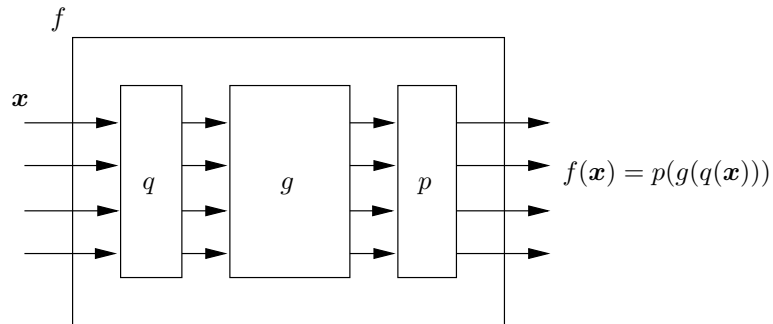 f
x
q
g
p
f(x) = p(g(q(x)))